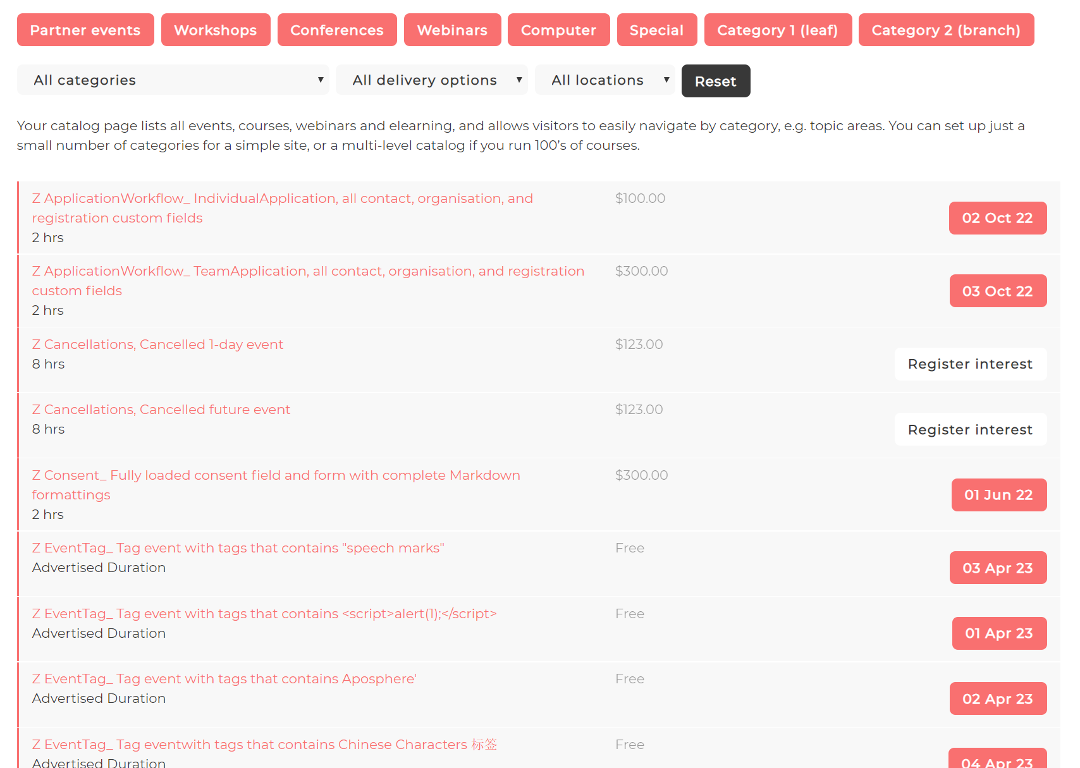 Partner events Workshops Conferences Webinars Computer Special Category 1 (leaf) Category 2 (branch)
All categories All delivery options All locations Reset
Your catalog page lists all events, courses, webinars and elearning, and allows visitors to easily navigate by category, e.g. topic areas. You can set up just a
small number of categories for a simple site, or a multi-level catalog if you run 100's of courses.
Z ApplicationWorkflow_ IndividualApplication, all contact, organisation, and $100.00
registration custom fields 02 Oct 22
2 hrs
Z ApplicationWorkflow_ TeamApplication, all contact, organisation, and registration $300.00
custom fields 03 Oct 22
2 hrs
Z Cancellations, Cancelled 1-day event $123.00
8 hrs Register interest
Z Cancellations, Cancelled future event $123.00
8 hrs Register interest
Z Consent_ Fully loaded consent field and form with complete Markdown $300.00
formattings 01 Jun 22
2 hrs
Z EventTag_ Tag event with tags that contains "speech marks" Free
Advertised Duration 03 Apr 23
Z EventTag_ Tag event with tags that contains <script>alert(1);</script> Free
Advertised Duration 01 Apr 23
Z EventTag_ Tag event with tags that contains Aposphere' Free
Advertised Duration 02 Apr 23
Z EventTag_ Tag eventwith tags that contains Chinese Characters 标签 Free
Advertised Duration 04 Apr 23